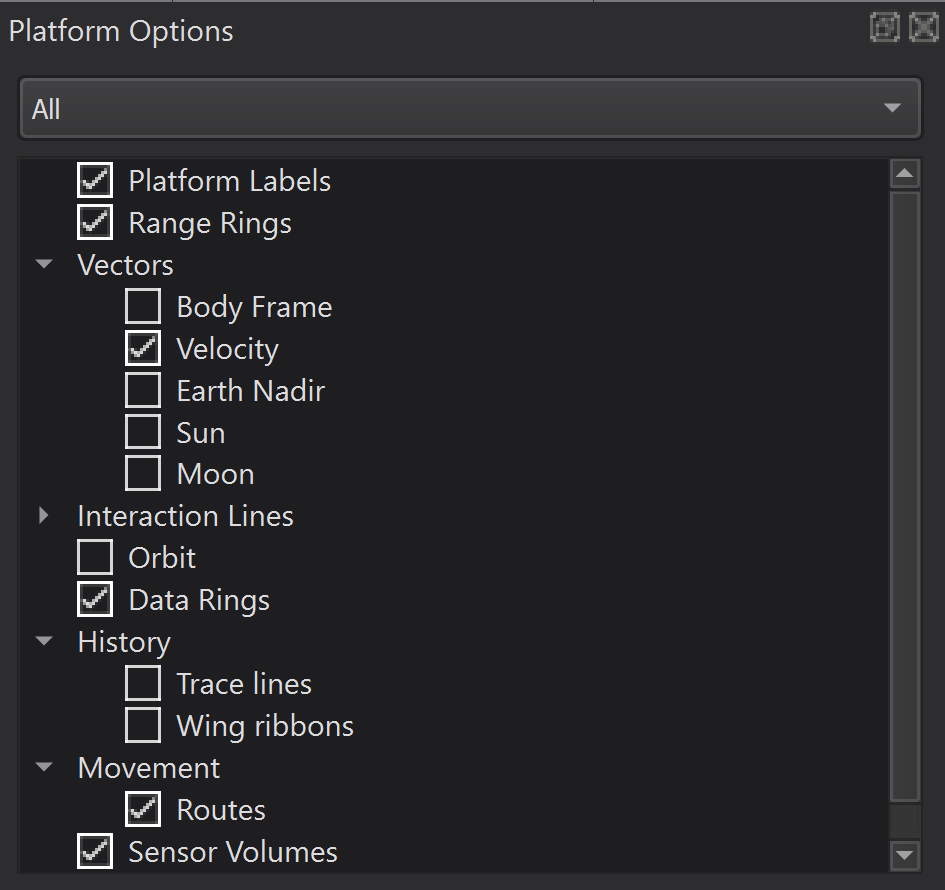 Platform Options
All
Platform Labels
Range Rings
Vectors
Body Frame
Velocity
Earth Nadir
Sun
Moon
Interaction Lines
Orbit
Data Rings
History
Trace lines
Wing ribbons
Movement
Routes
Sensor Volumes